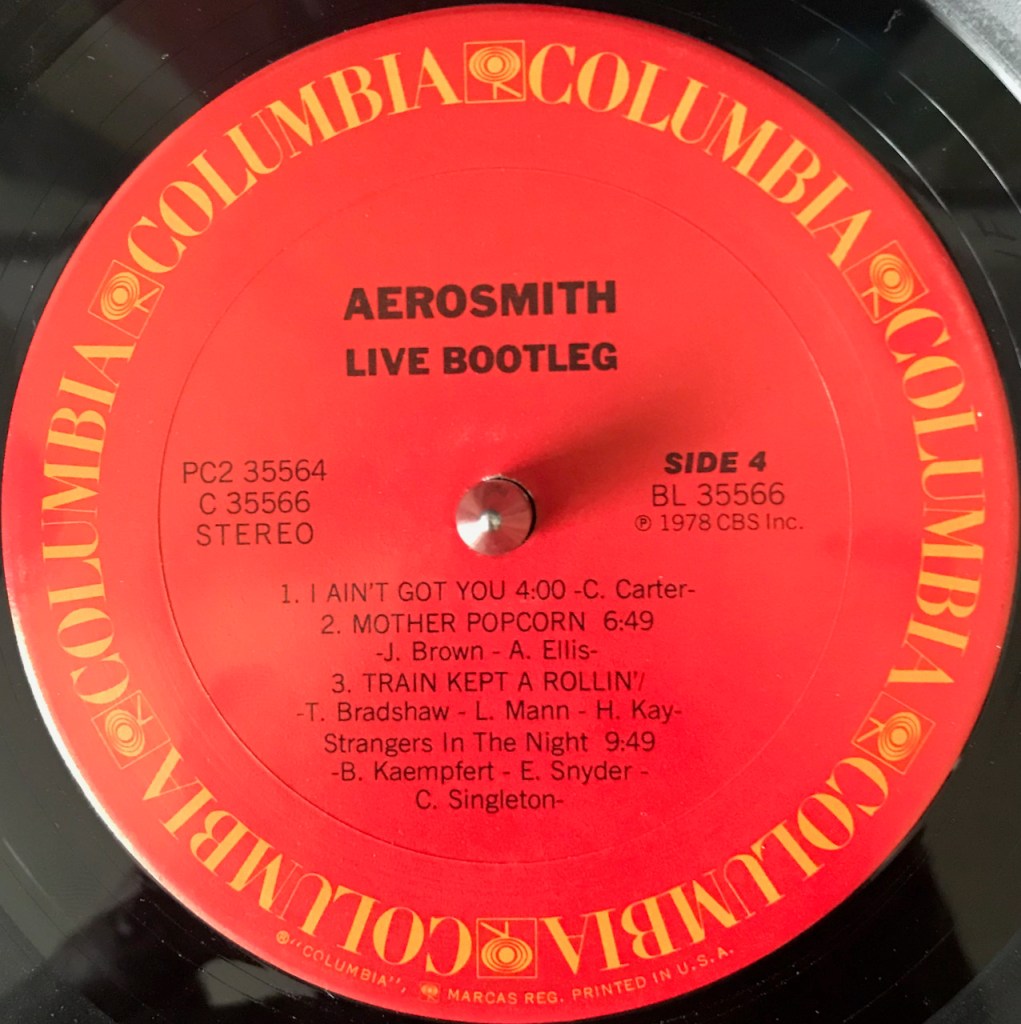 COLUMBIA COLUMBIA COLUMBIA COLUMBIA COLUMBIA COLUMBIA
AEROSMITH
LIVE BOOTLEG
PC2 35564
C 35566
STEREO
SIDE 4
BL 35566
℗ 1978 CBS Inc.
1. I AIN'T GOT YOU 4:00 -C. Carter-
2. MOTHER POPCORN 6:49
-J. Brown - A. Ellis-
3. TRAIN KEPT A ROLLIN'/
-T. Bradshaw - L. Mann - H. Kay-
Strangers In The Night 9:49
-B. Kaempfert - E. Snyder -
C. Singleton-
®"COLUMBIA", MARCAS REG. PRINTED IN U.S.A.